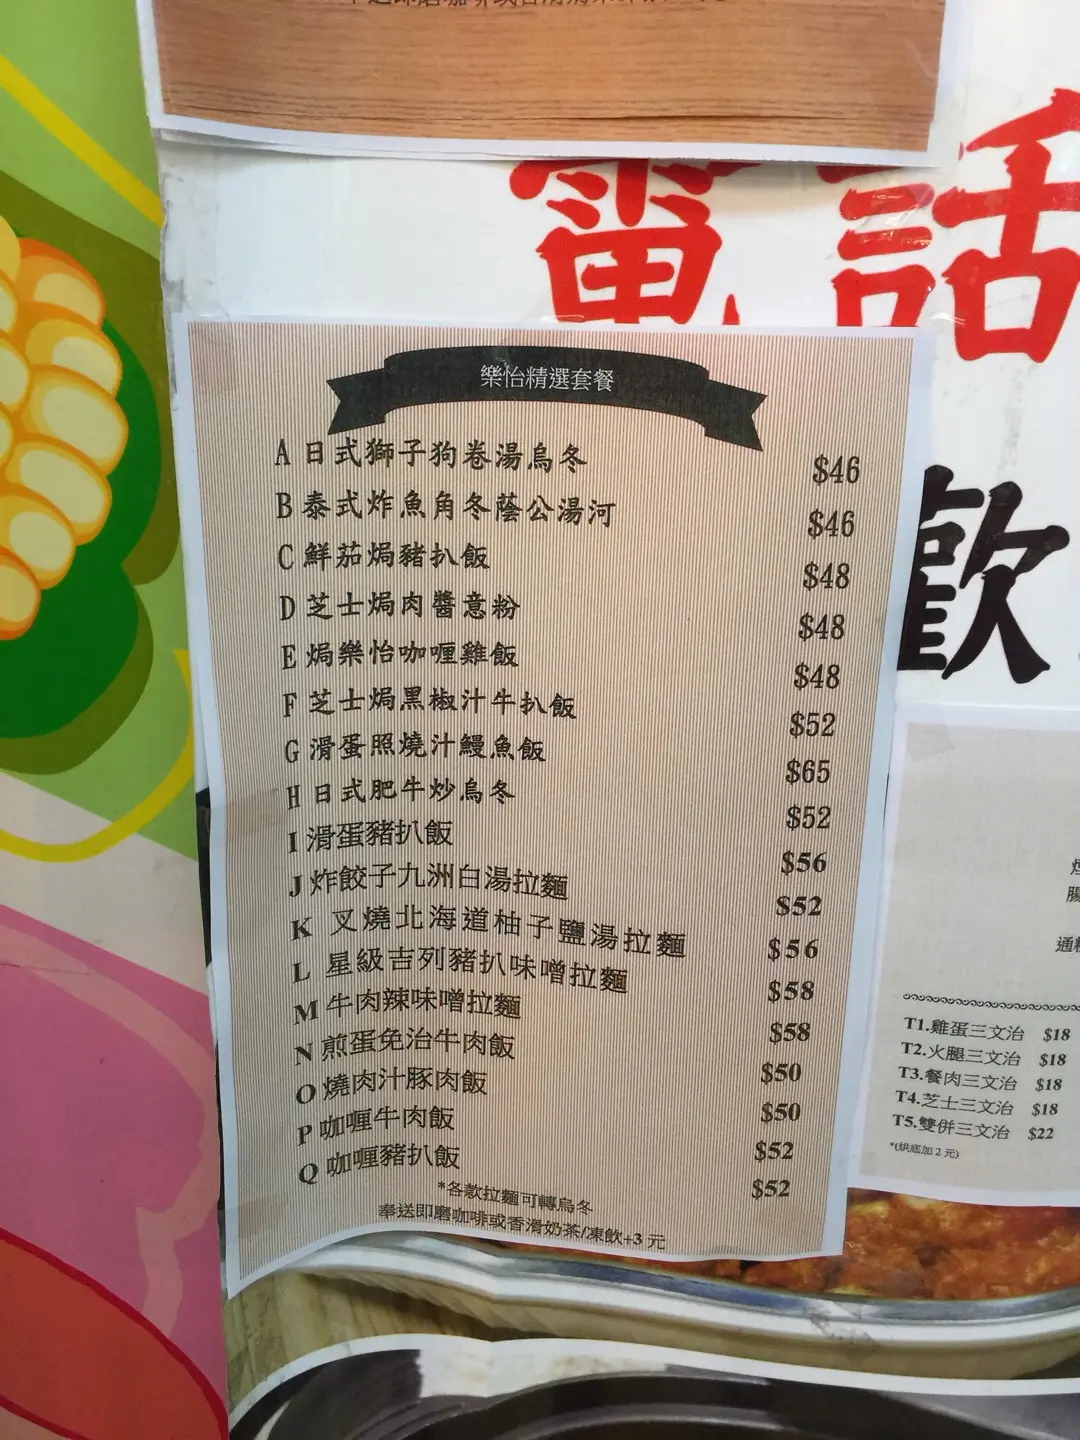 電話
歡
樂怡精選套餐
A 日式獅子狗卷湯烏冬 $46
B 泰式炸魚角冬蔭公湯河 $46
C 鮮茄焗豬扒飯 $48
D 芝士焗肉醬意粉 $48
E 焗樂怡咖喱雞飯 $48
F 芝士焗黑椒汁牛扒飯 $52
G 滑蛋照燒汁鰻魚飯 $65
H 日式肥牛炒烏冬 $52
I 滑蛋豬扒飯 $56
J 炸餃子九洲白湯拉麵 $52
K 叉燒北海道柚子鹽湯拉麵 $56
L 星級吉列豬扒味噌拉麵 $58
M 牛肉辣味噌拉麵 $58
N 煎蛋免治牛肉飯 $50
O 燒肉汁豚肉飯 $50
P 咖喱牛肉飯 $52
Q 咖喱豬扒飯 $52
*各款拉麵可轉烏冬
奉送即磨咖啡或香滑奶茶/凍飲+3 元
腸
通
T1.雞蛋三文治 $18
T2.火腿三文治 $18
T3.餐肉三文治 $18
T4.芝士三文治 $18
T5.雙併三文治 $22
*(烘底加 2 元)